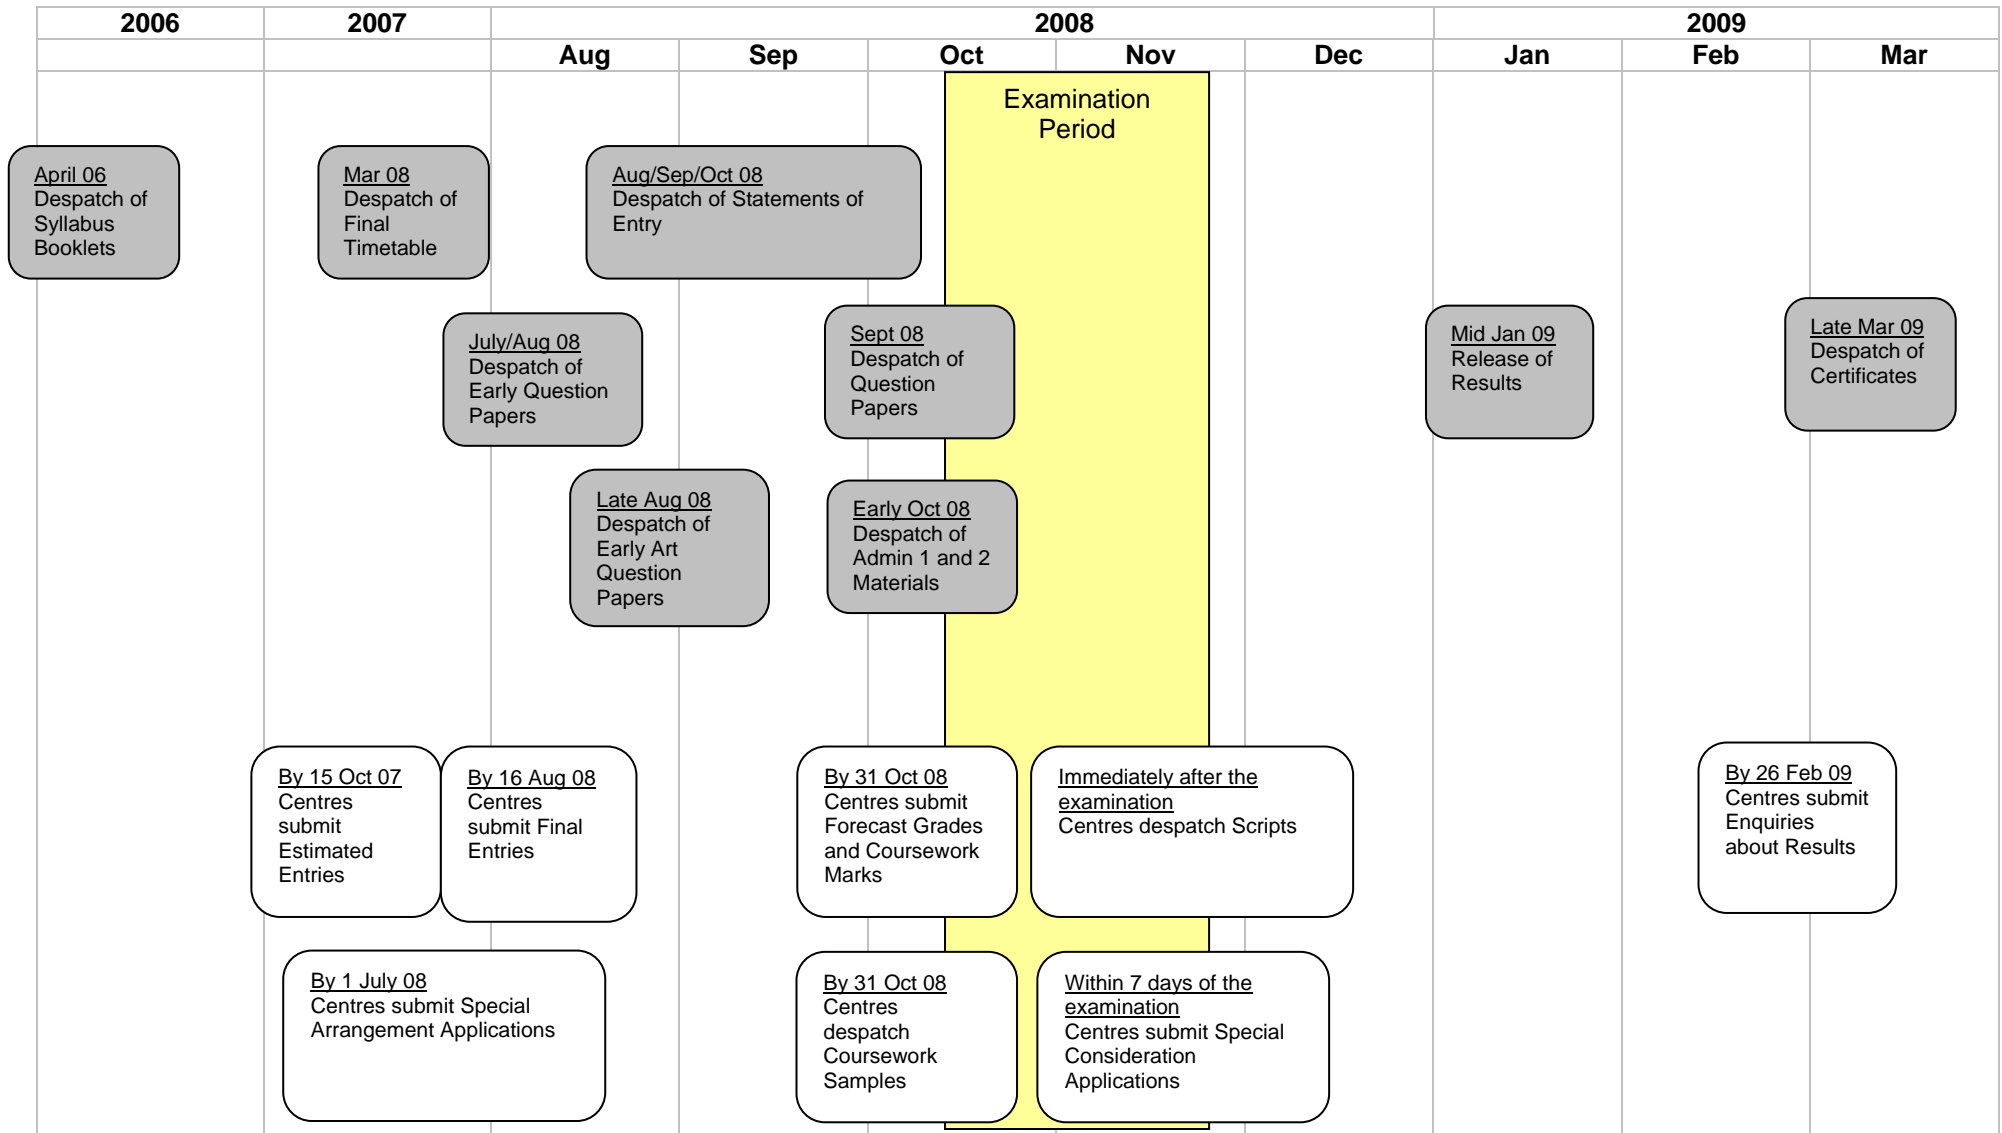 2006 2007 2008 2009
Aug Sep Oct Nov Dec Jan Feb Mar
Examination
Period
April 06
Despatch of
Syllabus
Booklets
Mar 08
Despatch of
Final
Timetable
Aug/Sep/Oct 08
Despatch of Statements of
Entry
July/Aug 08
Despatch of
Early Question
Papers
Sept 08
Despatch of
Question
Papers
Mid Jan 09
Release of
Results
Late Mar 09
Despatch of
Certificates
Late Aug 08
Despatch of
Early Art
Question
Papers
Early Oct 08
Despatch of
Admin 1 and 2
Materials
By 15 Oct 07
Centres
submit
Estimated
Entries
By 16 Aug 08
Centres
submit Final
Entries
By 31 Oct 08
Centres submit
Forecast Grades
and Coursework
Marks
Immediately after the
examination
Centres despatch Scripts
By 26 Feb 09
Centres submit
Enquiries
about Results
By 1 July 08
Centres submit Special
Arrangement Applications
By 31 Oct 08
Centres
despatch
Coursework
Samples
Within 7 days of the
examination
Centres submit Special
Consideration
Applications